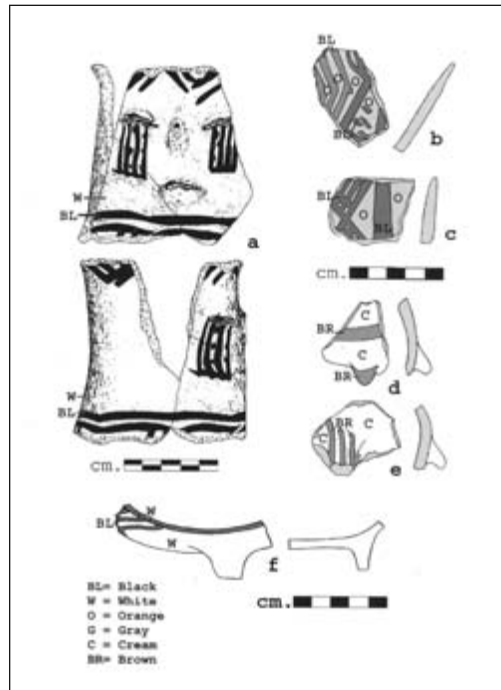 W
BL
a
W
BL
cm.
BL
O
O
O
b
BL
O
O
BL
c
cm.
C
BR
C
BR
d
C
BR
C
e
W
BL
W
f
cm.
BL= Black
W = White
O = Orange
G = Gray
C = Cream
BR= Brown